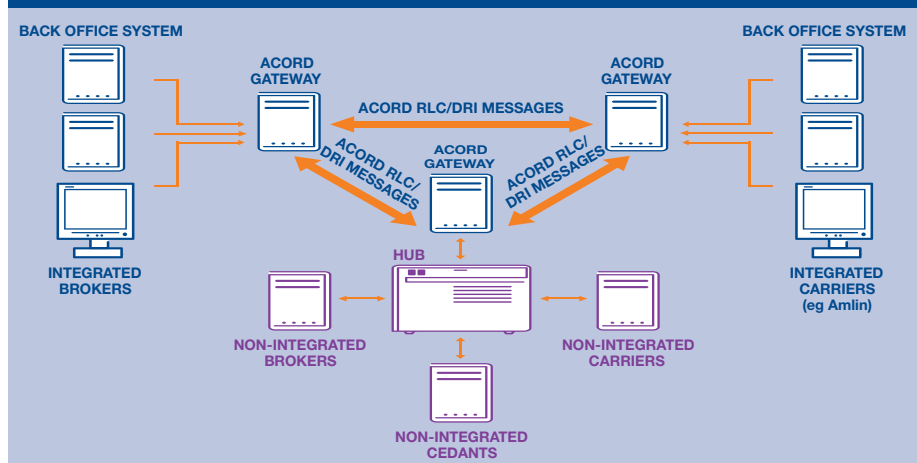 BACK OFFICE SYSTEM
BACK OFFICE SYSTEM
ACORD
GATEWAY
ACORD
GATEWAY
ACORD RLC/DRI MESSAGES
ACORD RLC/
DRI MESSAGES
ACORD
GATEWAY
ACORD RLC/
DRI MESSAGES
HUB
INTEGRATED
BROKERS
INTEGRATED
CARRIERS
(eg Amlin)
NON-INTEGRATED
BROKERS
NON-INTEGRATED
CARRIERS
NON-INTEGRATED
CEDANTS